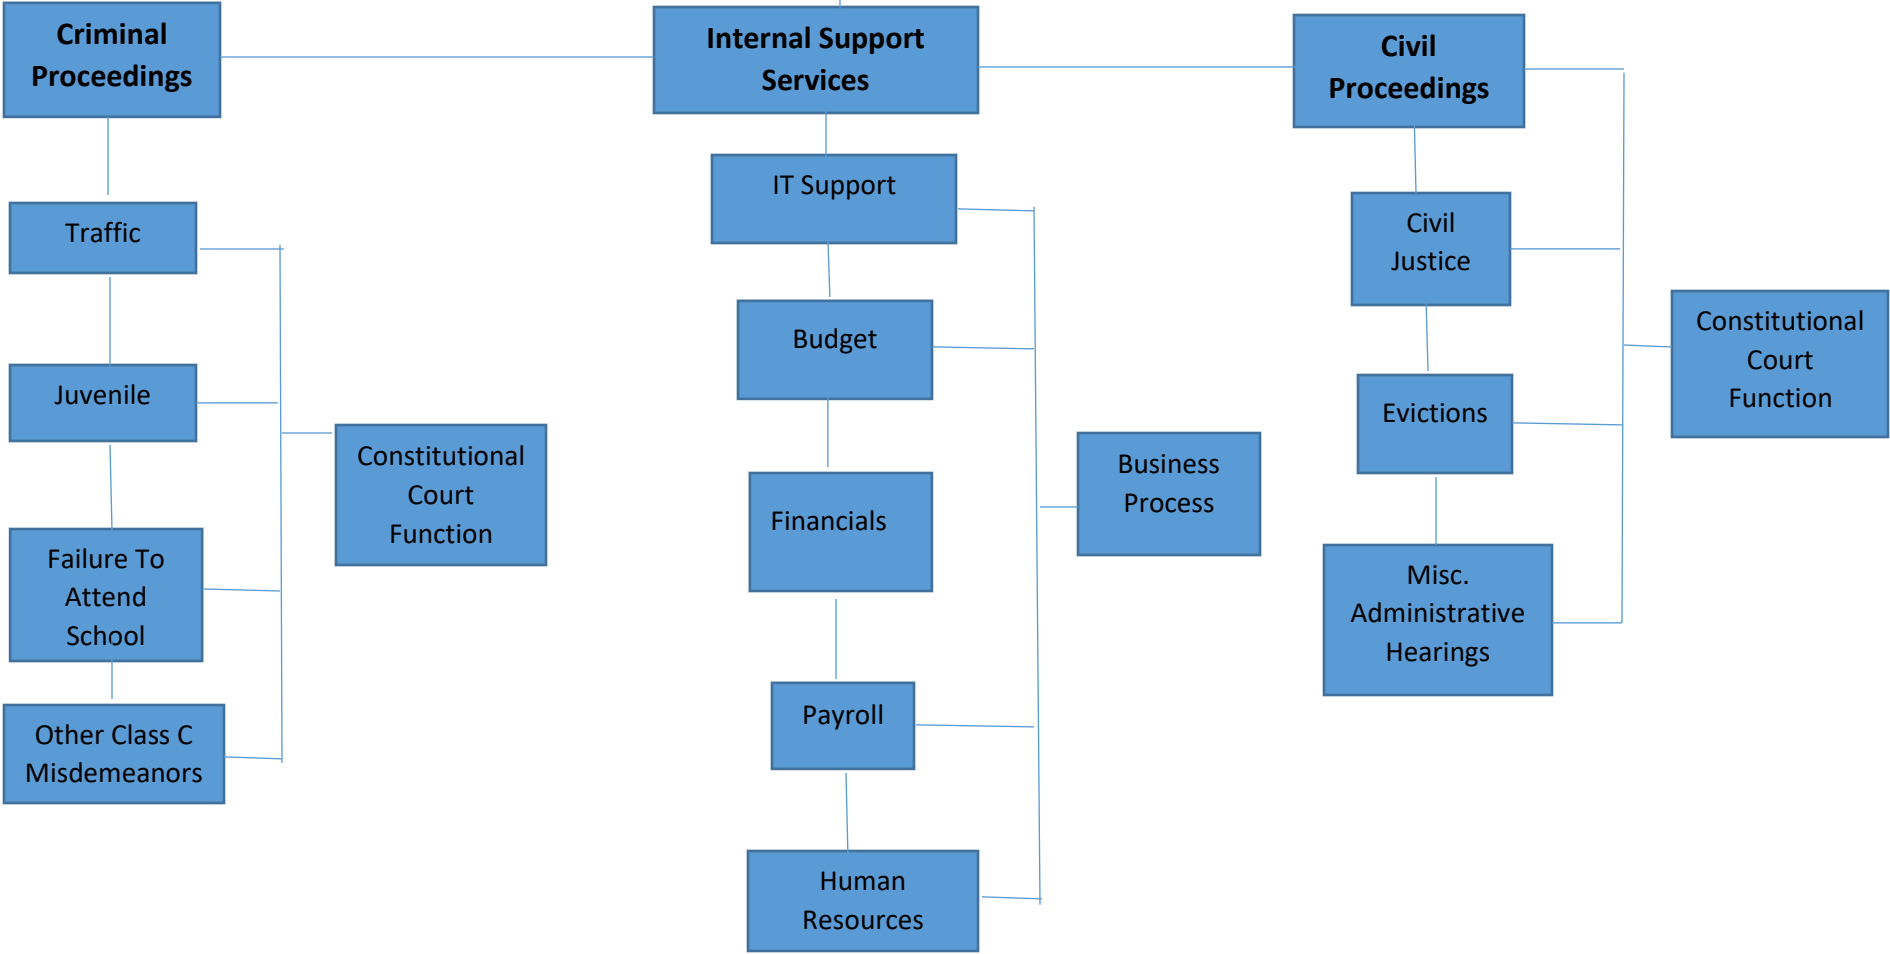 Criminal
Proceedings
Traffic
Juvenile
Failure To
Attend
School
Other Class C
Misdemeanors
Constitutional
Court
Function
Internal Support
Services
IT Support
Budget
Financials
Payroll
Human
Resources
Business
Process
Civil
Proceedings
Civil
Justice
Evictions
Misc.
Administrative
Hearings
Constitutional
Court
Function